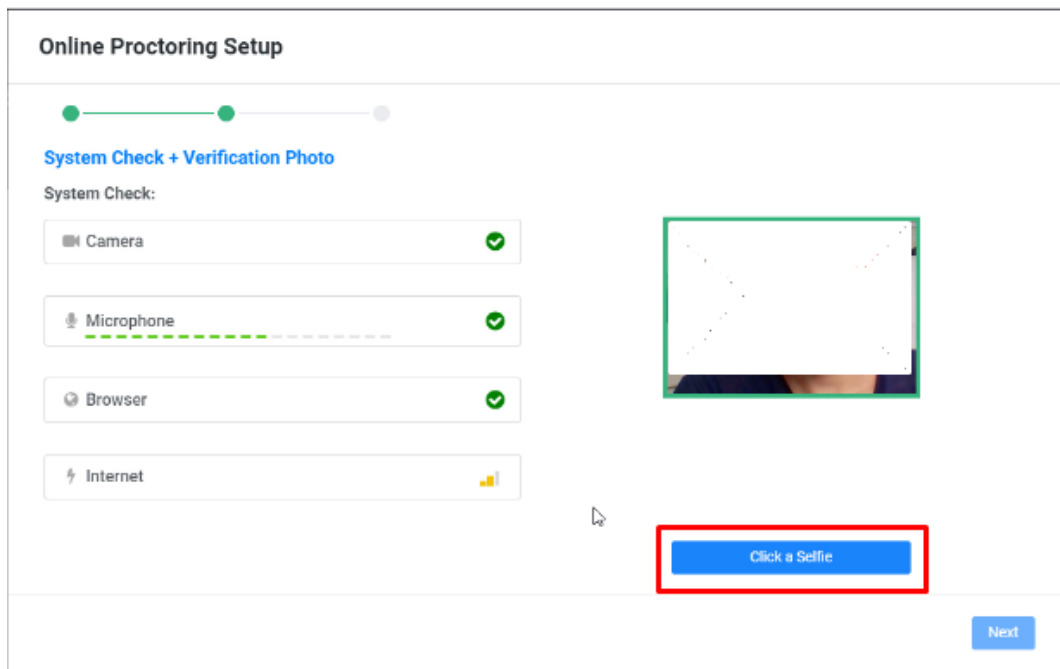 Online Proctoring Setup
System Check + Verification Photo
System Check:
Camera
Microphone
Browser
Internet
Click a Selfie
Next